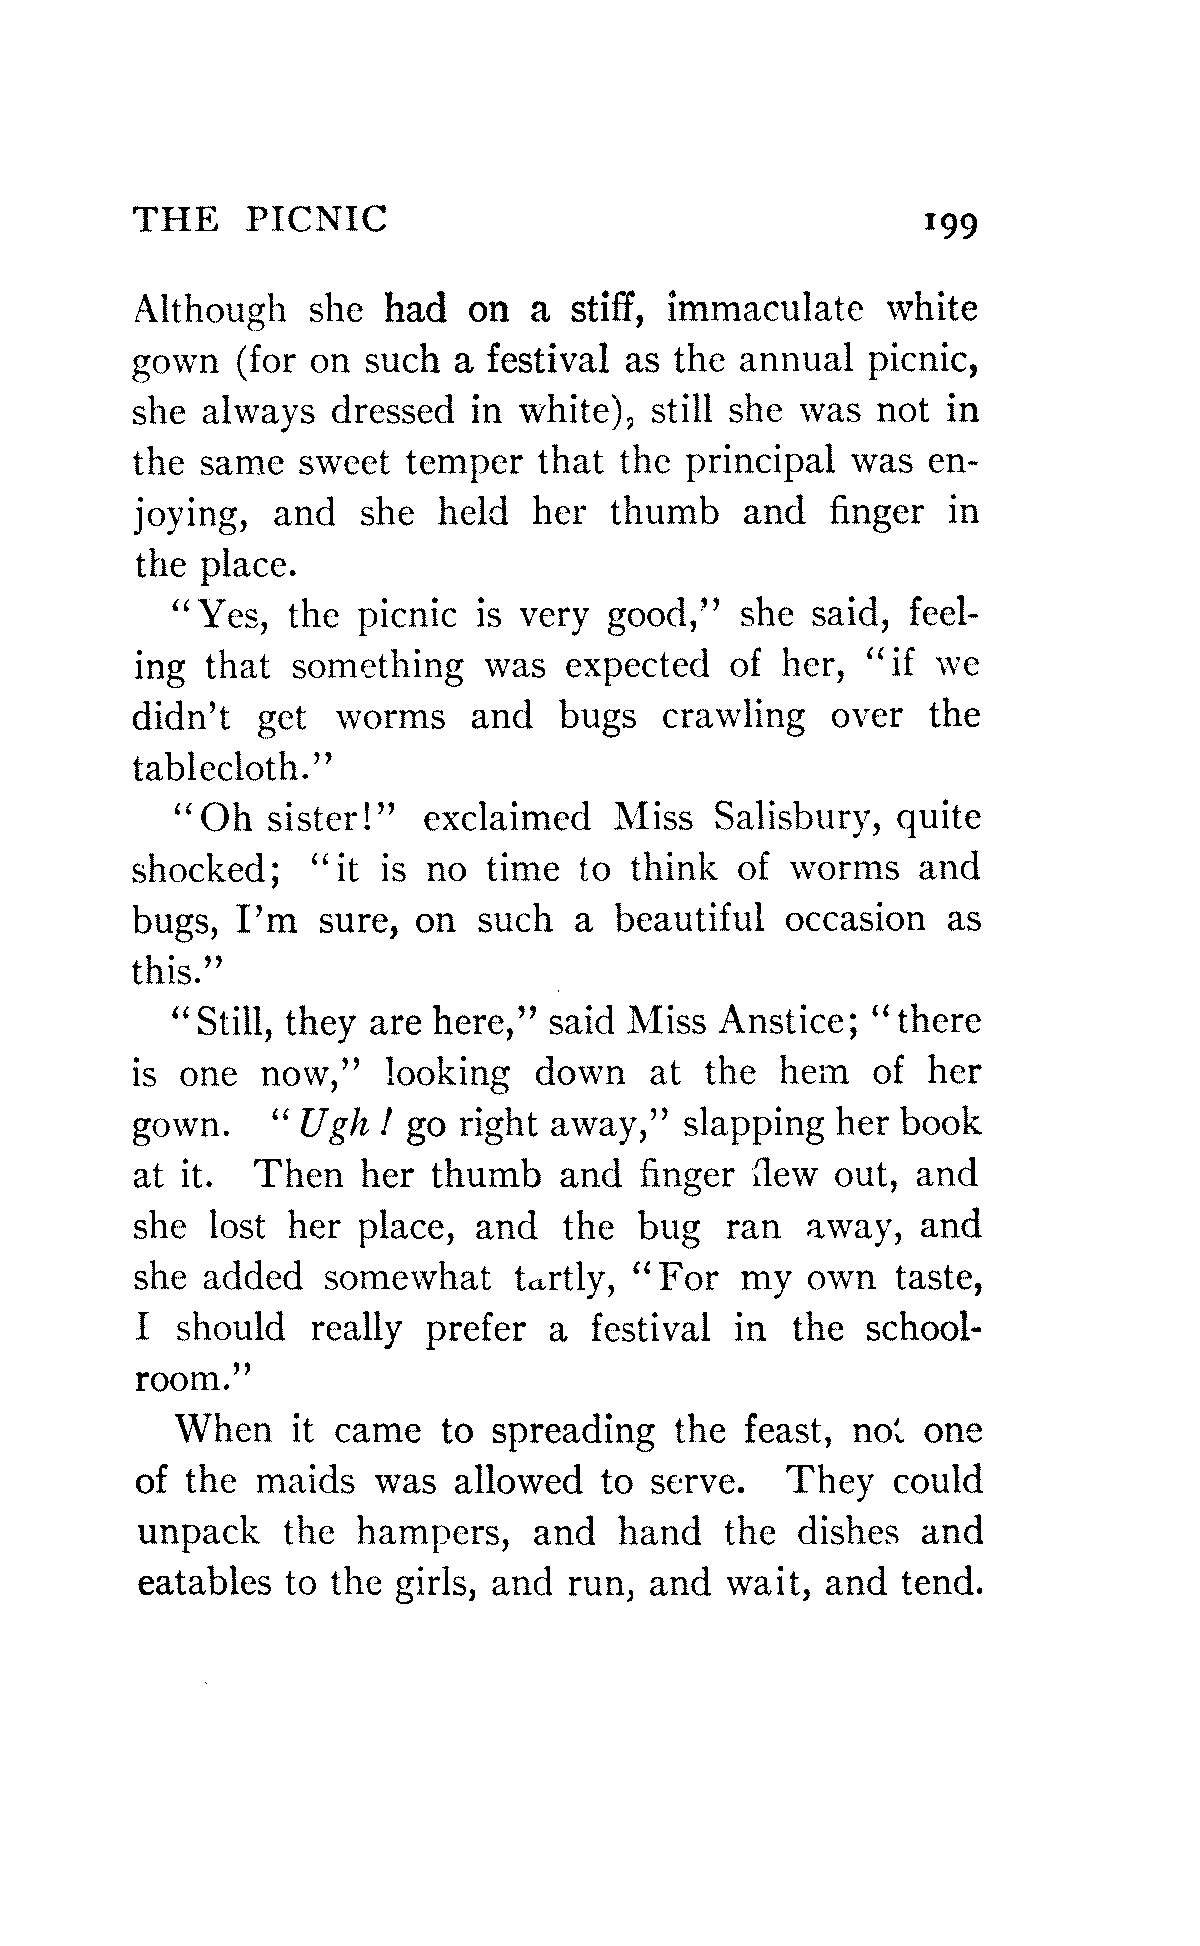 THE PICNIC 199
Although she had on a stiff, immaculate white
gown (for on such a festival as the annual picnic,
she always dressed in white), still she was not in
the same sweet temper that the principal was en-
joying, and she held her thumb and finger in
the place.
"Yes, the picnic is very good," she said, feel-
ing that something was expected of her, "if we
didn't get worms and bugs crawling over the
tablecloth."
"Oh sister!" exclaimed Miss Salisbury, quite
shocked; "it is no time to think of worms and
bugs, I'm sure, on such a beautiful occasion as
this."
"Still, they are here," said Miss Anstice; "there
is one now," looking down at the hem of her
gown. "Ugh! go right away," slapping her book
at it. Then her thumb and finger flew out, and
she lost her place, and the bug ran away, and
she added somewhat tartly, "For my own taste,
I should really prefer a festival in the school-
room."
When it came to spreading the feast, not one
of the maids was allowed to serve. They could
unpack the hampers, and hand the dishes and
eatables to the girls, and run, and wait, and tend.